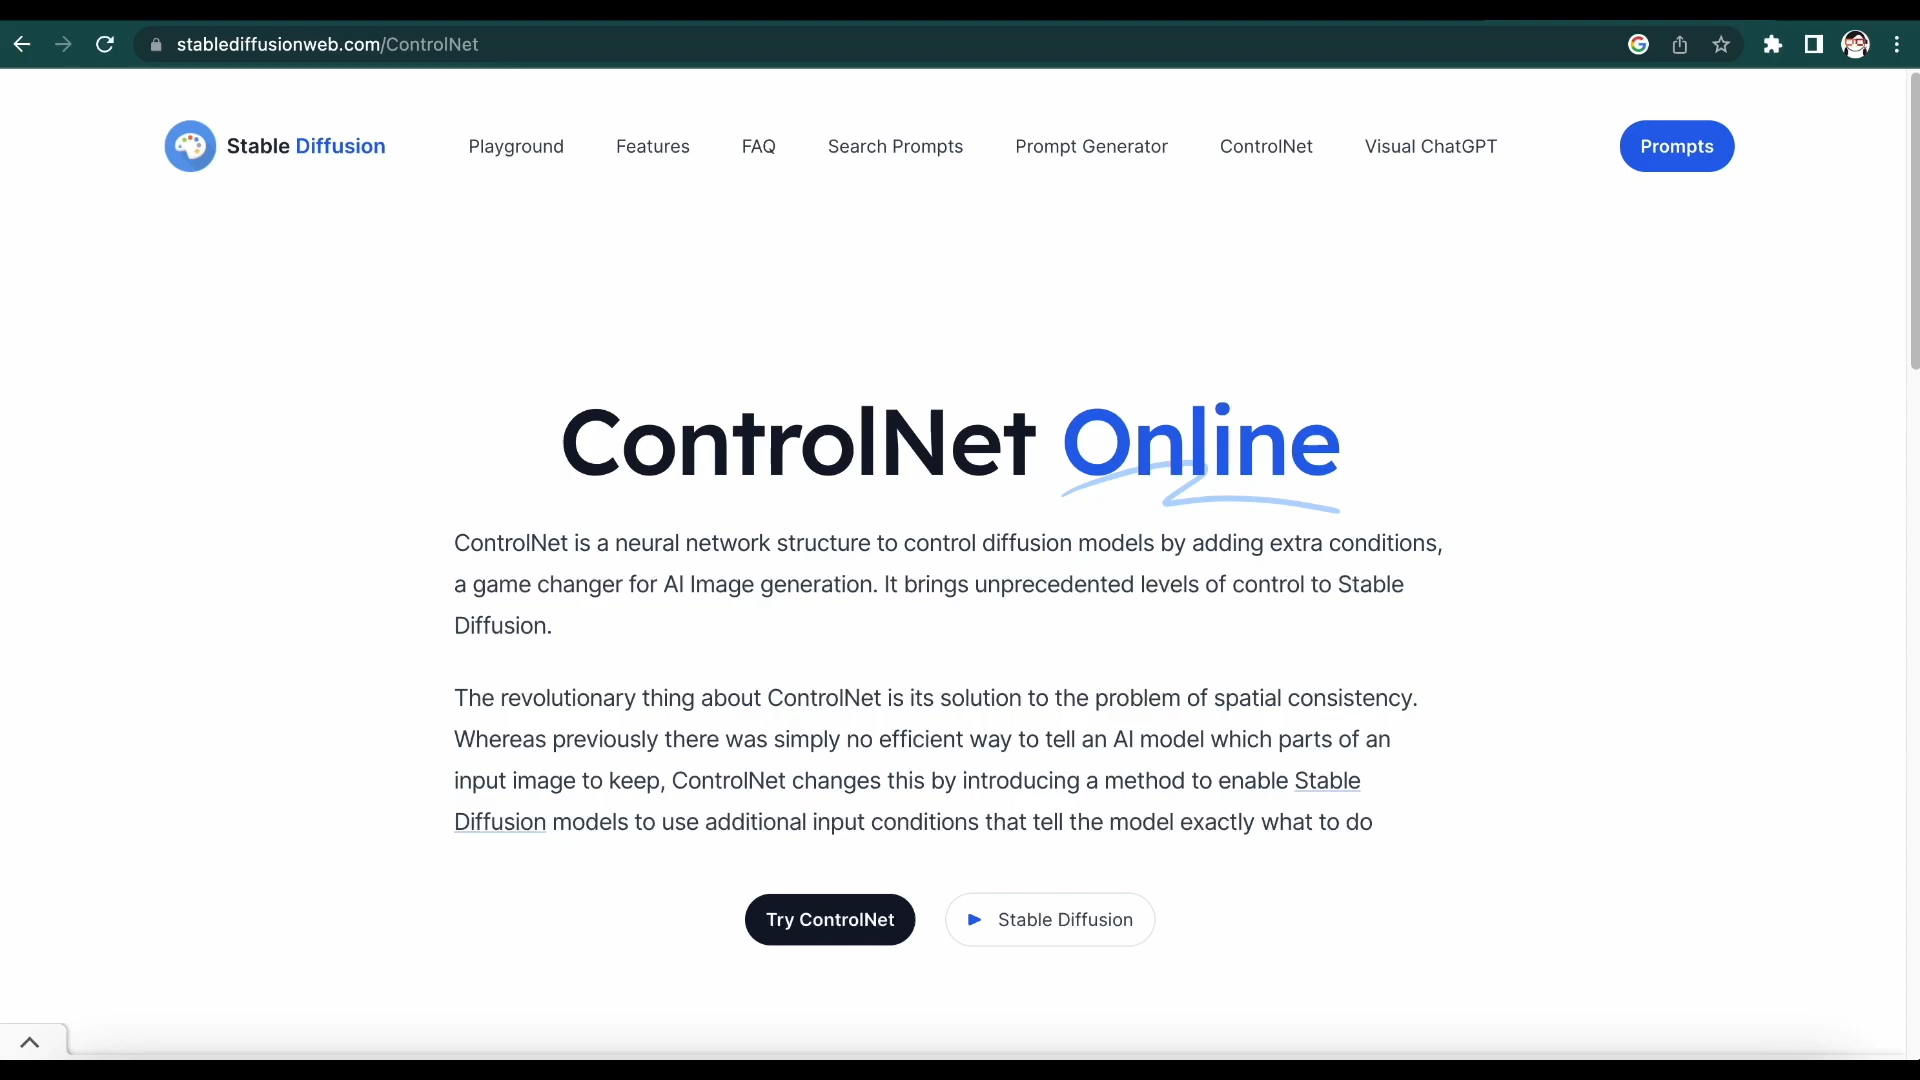 stablediffusionweb.com/ControlNet
Stable Diffusion
Playground
Features
FAQ
Search Prompts
Prompt Generator
ControlNet
Visual ChatGPT
Prompts
ControlNet Online
ControlNet is a neural network structure to control diffusion models by adding extra conditions,
a game changer for AI Image generation. It brings unprecedented levels of control to Stable
Diffusion.
The revolutionary thing about ControlNet is its solution to the problem of spatial consistency.
Whereas previously there was simply no efficient way to tell an AI model which parts of an
input image to keep, ControlNet changes this by introducing a method to enable Stable
Diffusion models to use additional input conditions that tell the model exactly what to do
Try ControlNet
Stable Diffusion